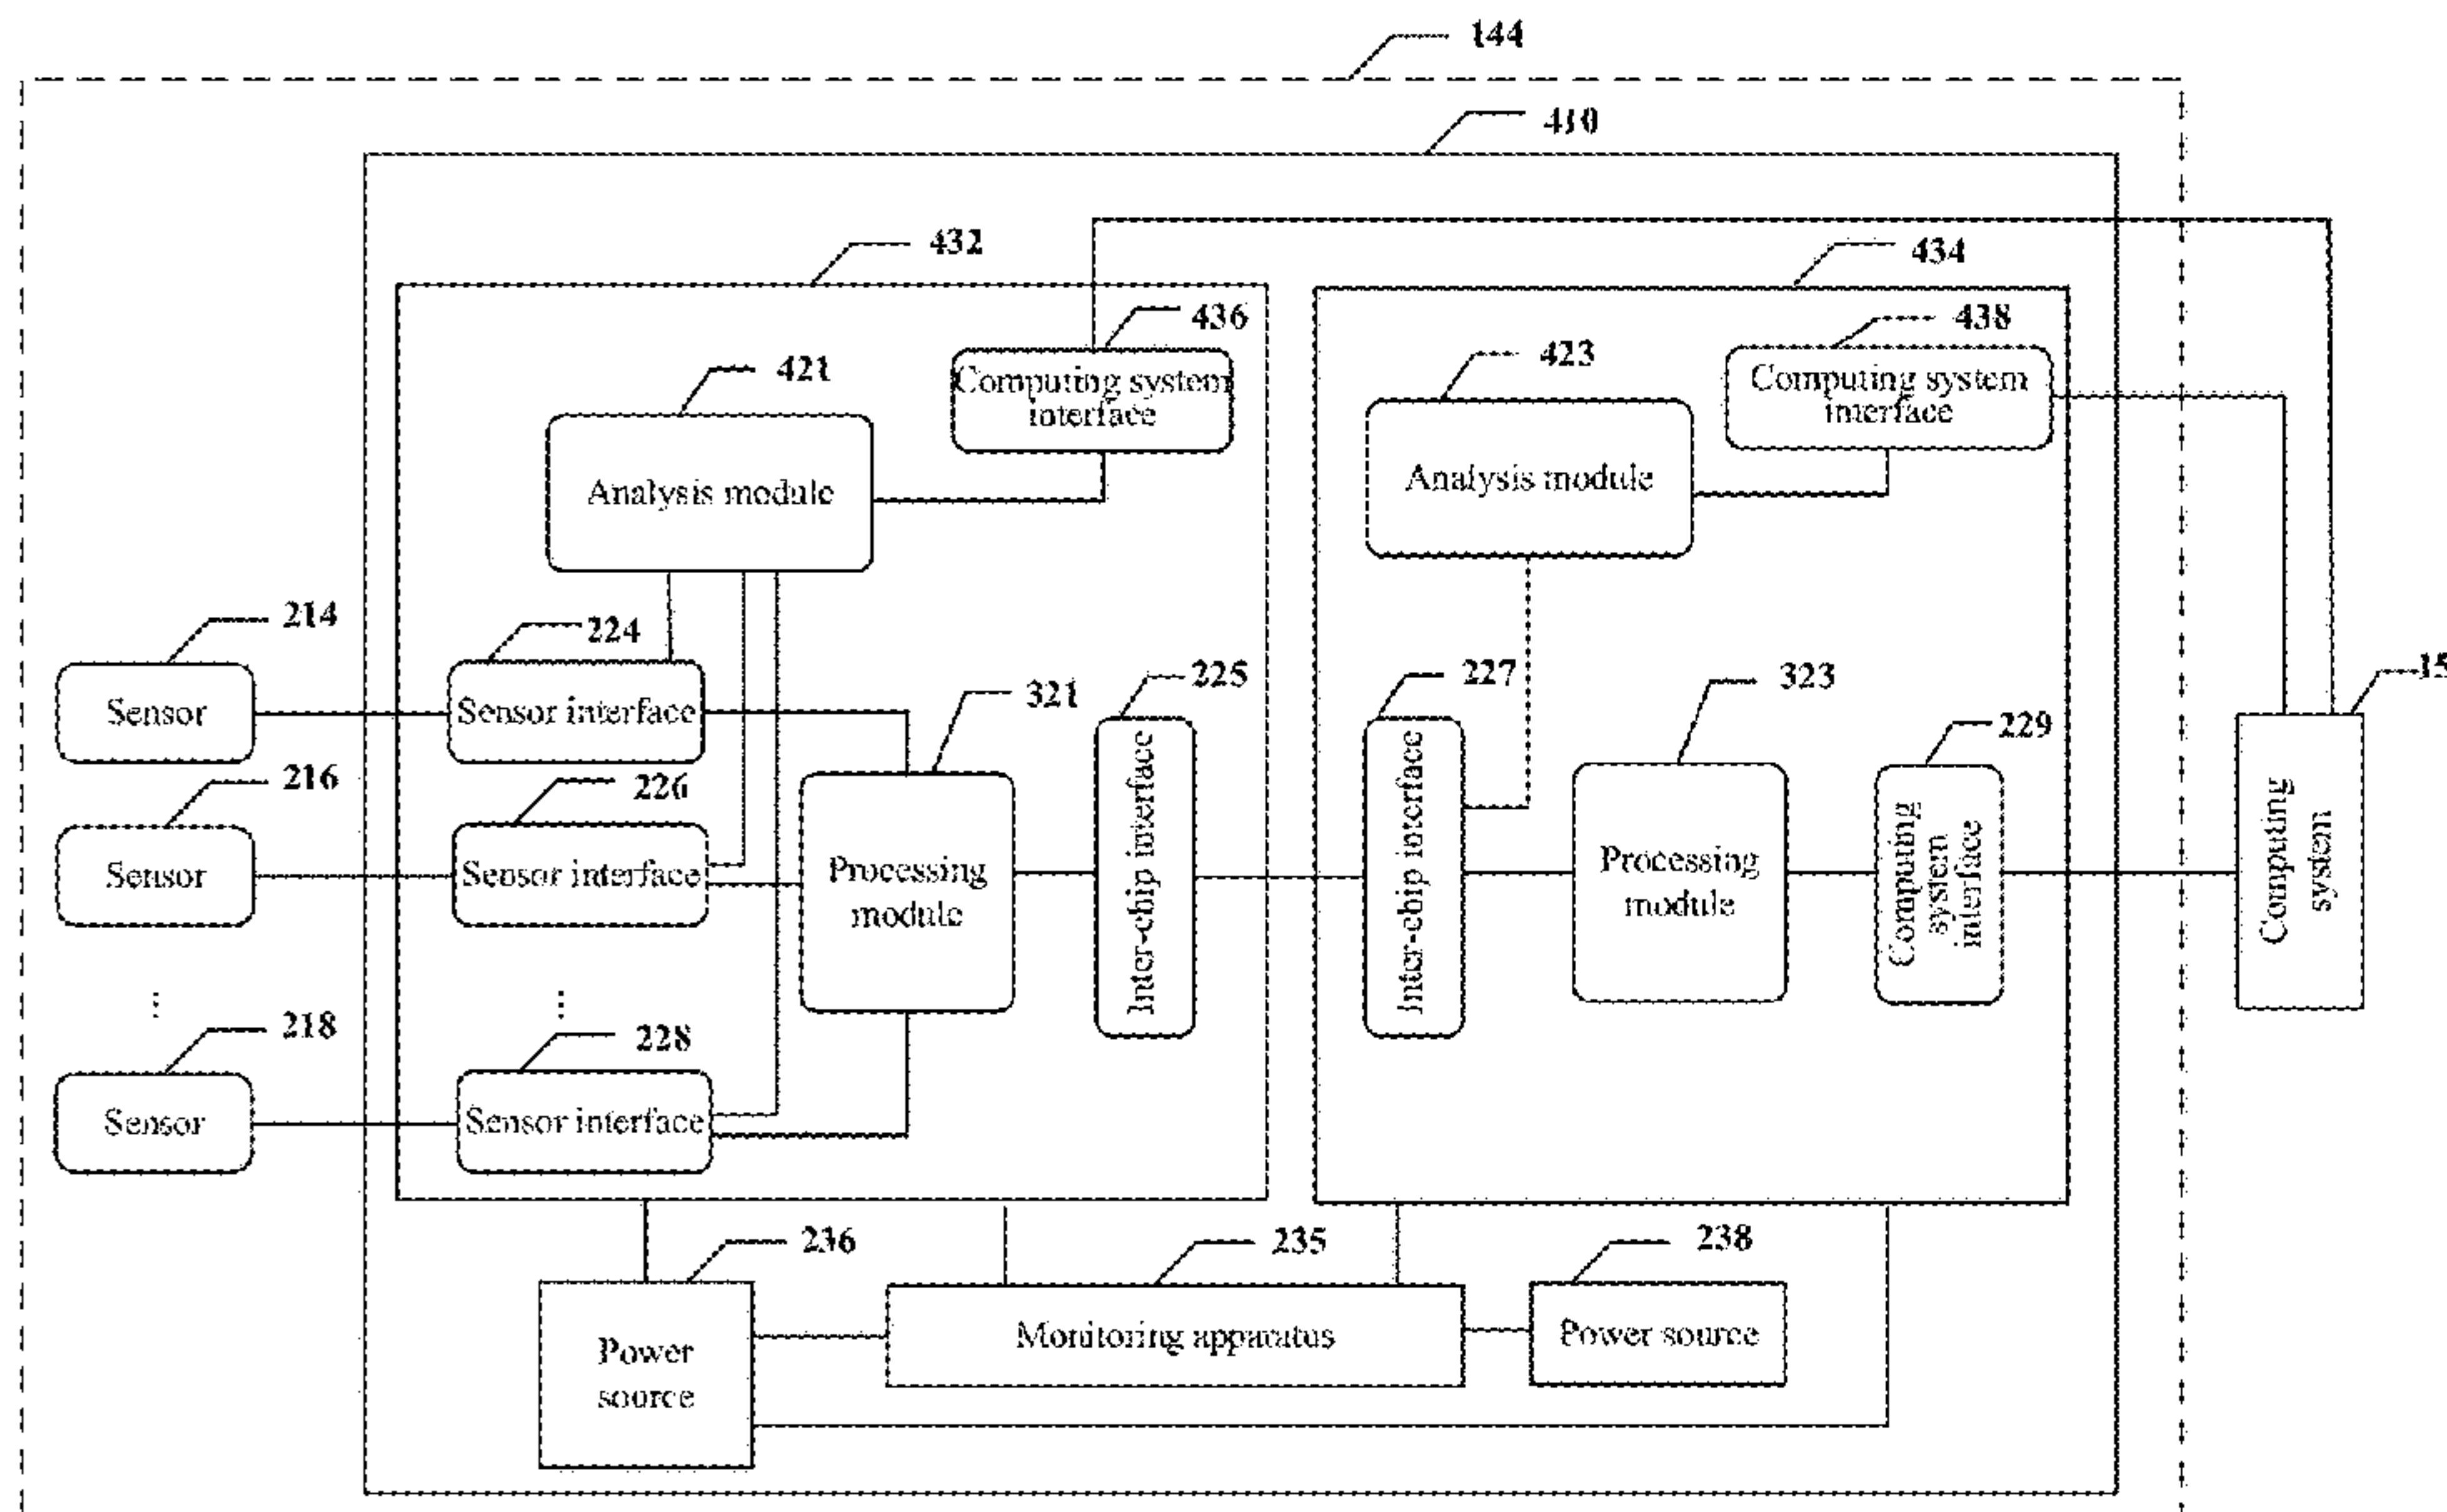 144
410
432
434
436
438
421
423
Computing system
interface
Computing system
interface
Analysis module
Analysis module
214
224
225
227
323
15
Sensor
Sensor interface
321
229
216
226
Sensor
Sensor interface
Processing
module
Inter-chip interface
Inter-chip interface
Processing
module
Computing
system
interface
Computing
system
...
...
218
228
Sensor
Sensor interface
236
235
238
Power
source
Monitoring apparatus
Power source